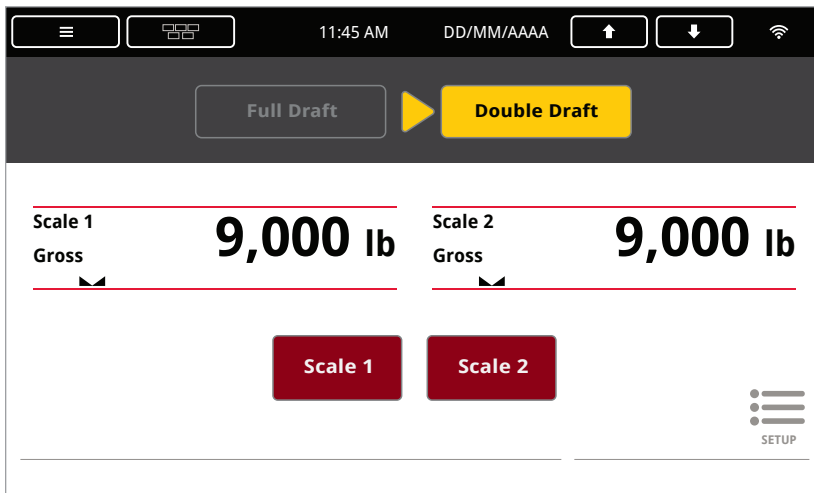 11:45 AM DD/MM/AAAA
Full Draft Double Draft
Scale 1 9,000 lb Scale 2 9,000 lb
Gross Gross
Scale 1 Scale 2
SETUP